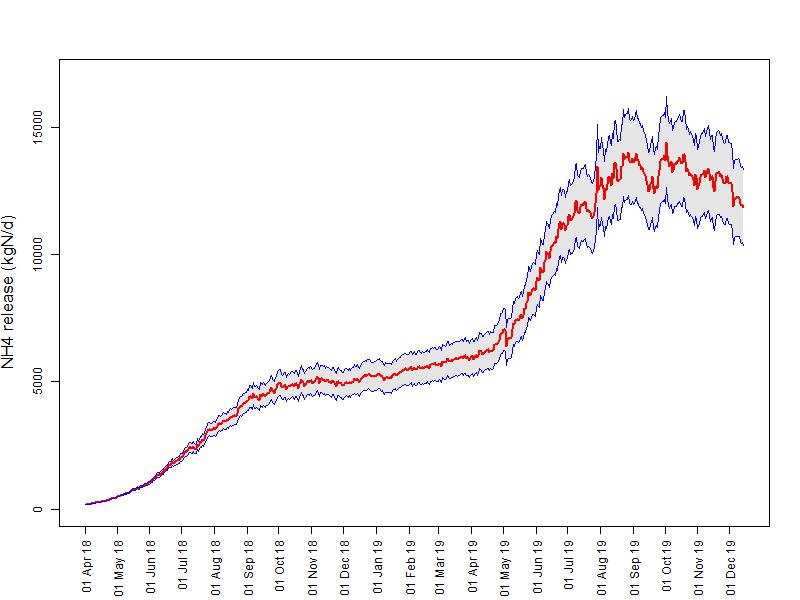 NH4 release (kgN/d)
15000
10000
5000
0
01 Apr 18
01 May 18
01 Jun 18
01 Jul 18
01 Aug 18
01 Sep 18
01 Oct 18
01 Nov 18
01 Dec 18
01 Jan 19
01 Feb 19
01 Mar 19
01 Apr 19
01 May 19
01 Jun 19
01 Jul 19
01 Aug 19
01 Sep 19
01 Oct 19
01 Nov 19
01 Dec 19